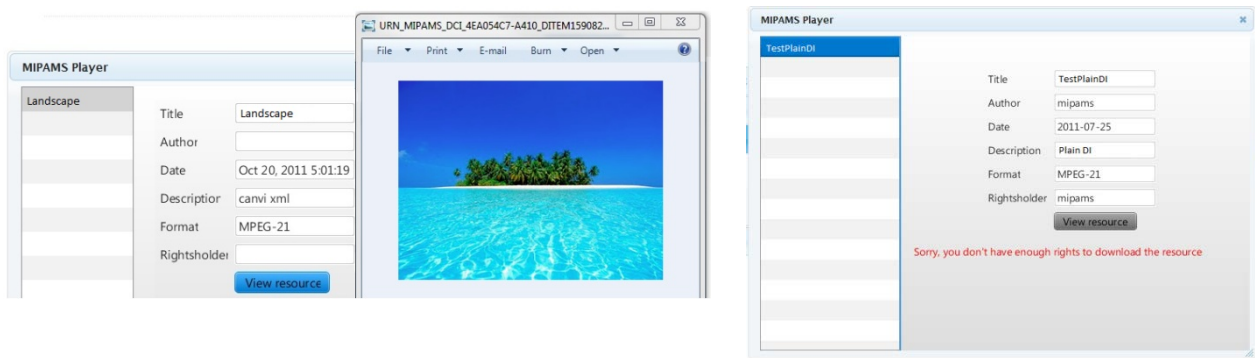 URN_MIPAMS_DCI_4EA054C7-A410_DITEM159082...
File Print E-mail Burn Open
MIPAMS Player
Landscape
Title Landscape
Author
Date Oct 20, 2011 5:01:19
Description canvi xml
Format MPEG-21
Rightsholder
View resource
MIPAMS Player
TestPlainDI
Title TestPlainDI
Author mipams
Date 2011-07-25
Description Plain DI
Format MPEG-21
Rightsholder mipams
View resource
Sorry, you don't have enough rights to download the resource